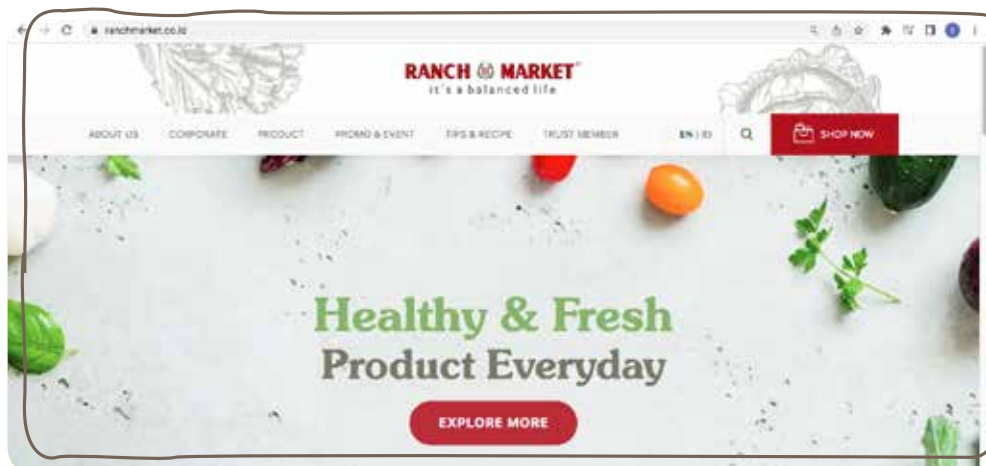 ranchmarket.co.id
RANCH MARKET
it's a balanced life
ABOUT US CORPORATE PRODUCT PROMO & EVENT TIPS & RECIPE TRUST MEMBER EN | ID SHOP NOW
Healthy & Fresh
Product Everyday
EXPLORE MORE